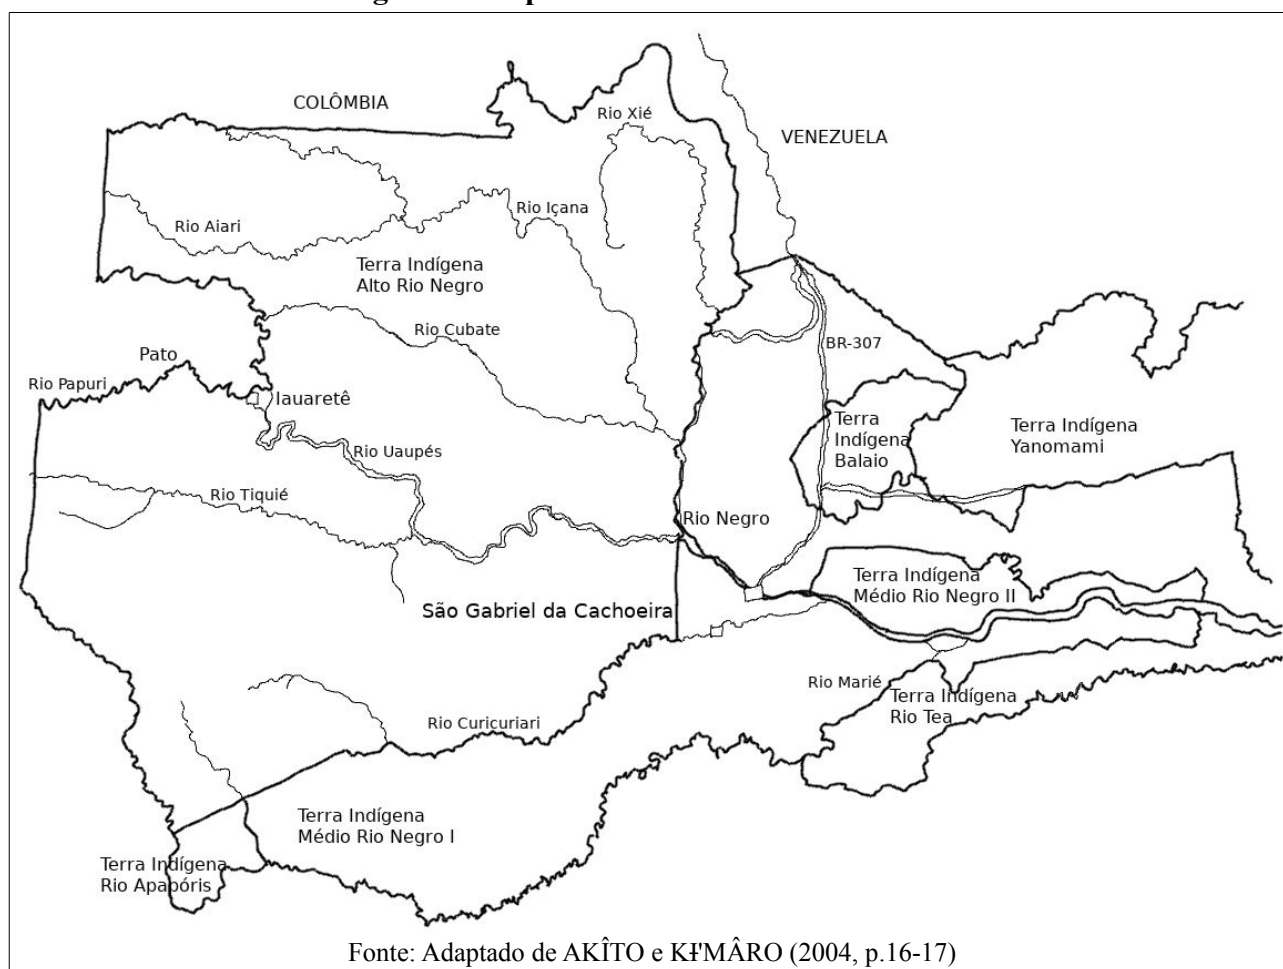 COLÔMBIA
Rio Xié
VENEZUELA
Rio Içana
Rio Aiari
Terra Indígena
Alto Rio Negro
Rio Cubate
BR-307
Pato
Rio Papuri
Iauaretê
Terra
Indígena
Balaio
Terra Indígena
Yanomami
Rio Uaupés
Rio Tiquié
Rio Negro
Terra Indígena
Médio Rio Negro II
São Gabriel da Cachoeira
Rio Marié
Terra Indígena
Rio Tea
Rio Curicuriari
Terra Indígena
Médio Rio Negro I
Terra Indígena
Rio Apapóris
Fonte: Adaptado de AKÎTO e KɨꞌMÂRO (2004, p.16-17)